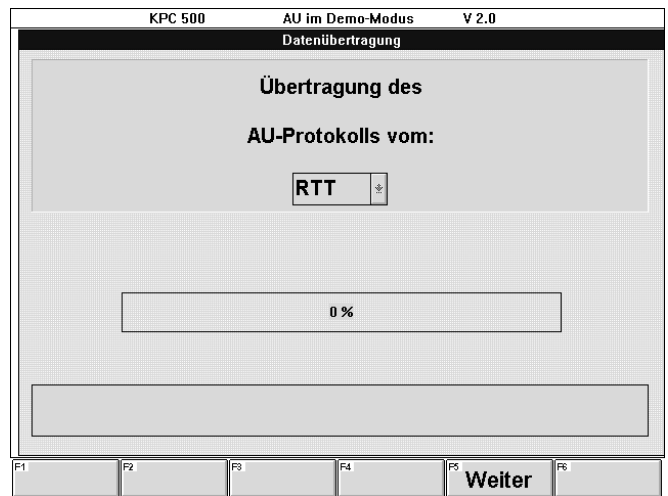 KPC 500 AU im Demo-Modus V 2.0
Datenübertragung
Übertragung des
AU-Protokolls vom:
RTT
0 %
F1 F2 F3 F4 F5 Weiter F6